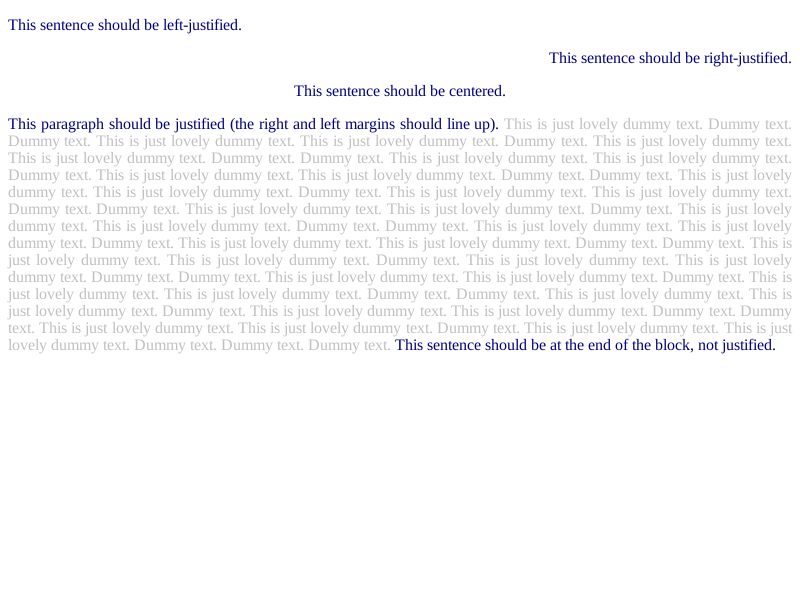 This sentence should be left-justified.
This sentence should be right-justified.
This sentence should be centered.
This paragraph should be justified (the right and left margins should line up). This is just lovely dummy text. Dummy text.
Dummy text. This is just lovely dummy text. This is just lovely dummy text. Dummy text. This is just lovely dummy text.
This is just lovely dummy text. Dummy text. Dummy text. This is just lovely dummy text. This is just lovely dummy text.
Dummy text. This is just lovely dummy text. This is just lovely dummy text. Dummy text. Dummy text. This is just lovely
dummy text. This is just lovely dummy text. Dummy text. This is just lovely dummy text. This is just lovely dummy text.
Dummy text. Dummy text. This is just lovely dummy text. This is just lovely dummy text. Dummy text. This is just lovely
dummy text. This is just lovely dummy text. Dummy text. Dummy text. This is just lovely dummy text. This is just lovely
dummy text. Dummy text. This is just lovely dummy text. This is just lovely dummy text. Dummy text. Dummy text. This is
just lovely dummy text. This is just lovely dummy text. Dummy text. This is just lovely dummy text. This is just lovely
dummy text. Dummy text. Dummy text. This is just lovely dummy text. This is just lovely dummy text. Dummy text. This is
just lovely dummy text. This is just lovely dummy text. Dummy text. Dummy text. This is just lovely dummy text. This is
just lovely dummy text. Dummy text. This is just lovely dummy text. This is just lovely dummy text. Dummy text. Dummy
text. This is just lovely dummy text. This is just lovely dummy text. Dummy text. This is just lovely dummy text. This is just
lovely dummy text. Dummy text. Dummy text. Dummy text. This sentence should be at the end of the block, not justified.